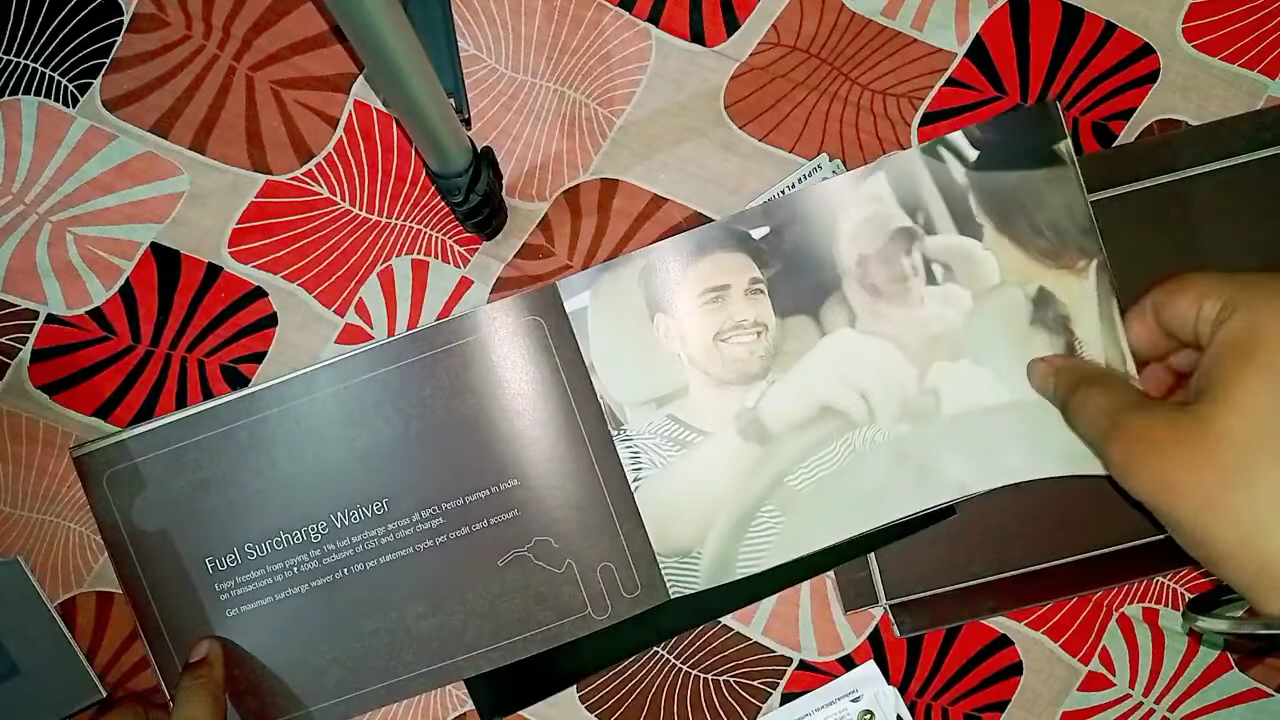 SUPER PLATIN
Fuel Surcharge Waiver
Enjoy freedom from paying the 1% fuel surcharge across all BPCL Petrol pumps in India,
on transactions up to ₹ 4000, exclusive of GST and other charges.
Get maximum surcharge waiver of ₹ 100 per statement cycle per credit card account.